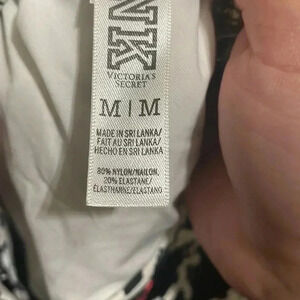 NK
VICTORIA'S
SECRET
M | M
MADE IN SRI LANKA/
FAIT AU SRI LANKA/
HECHO EN SRI LANKA
80% NYLON/NAILON,
20% ELASTANE/
ÉLASTHANNE/ELASTANO